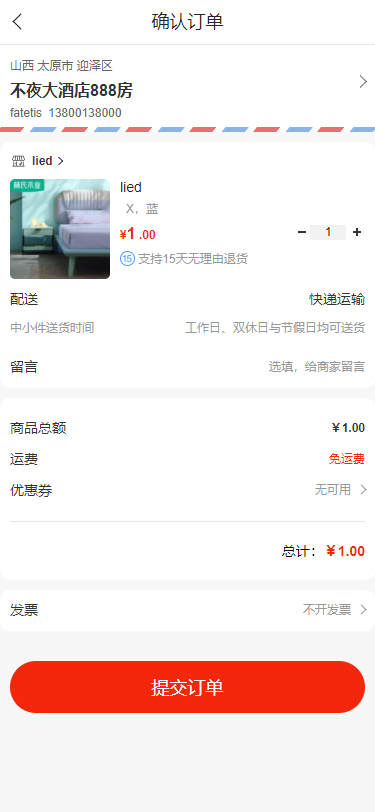 确认订单
山西 太原市 迎泽区
不夜大酒店888房
fatetis 13800138000
lied
lied
X，蓝
¥1.00
1
15 支持15天无理由退货
配送 快递运输
中小件送货时间 工作日、双休日与节假日均可送货
留言 选填，给商家留言
商品总额 ￥1.00
运费 免运费
优惠券 无可用
总计：￥1.00
发票 不开发票
提交订单